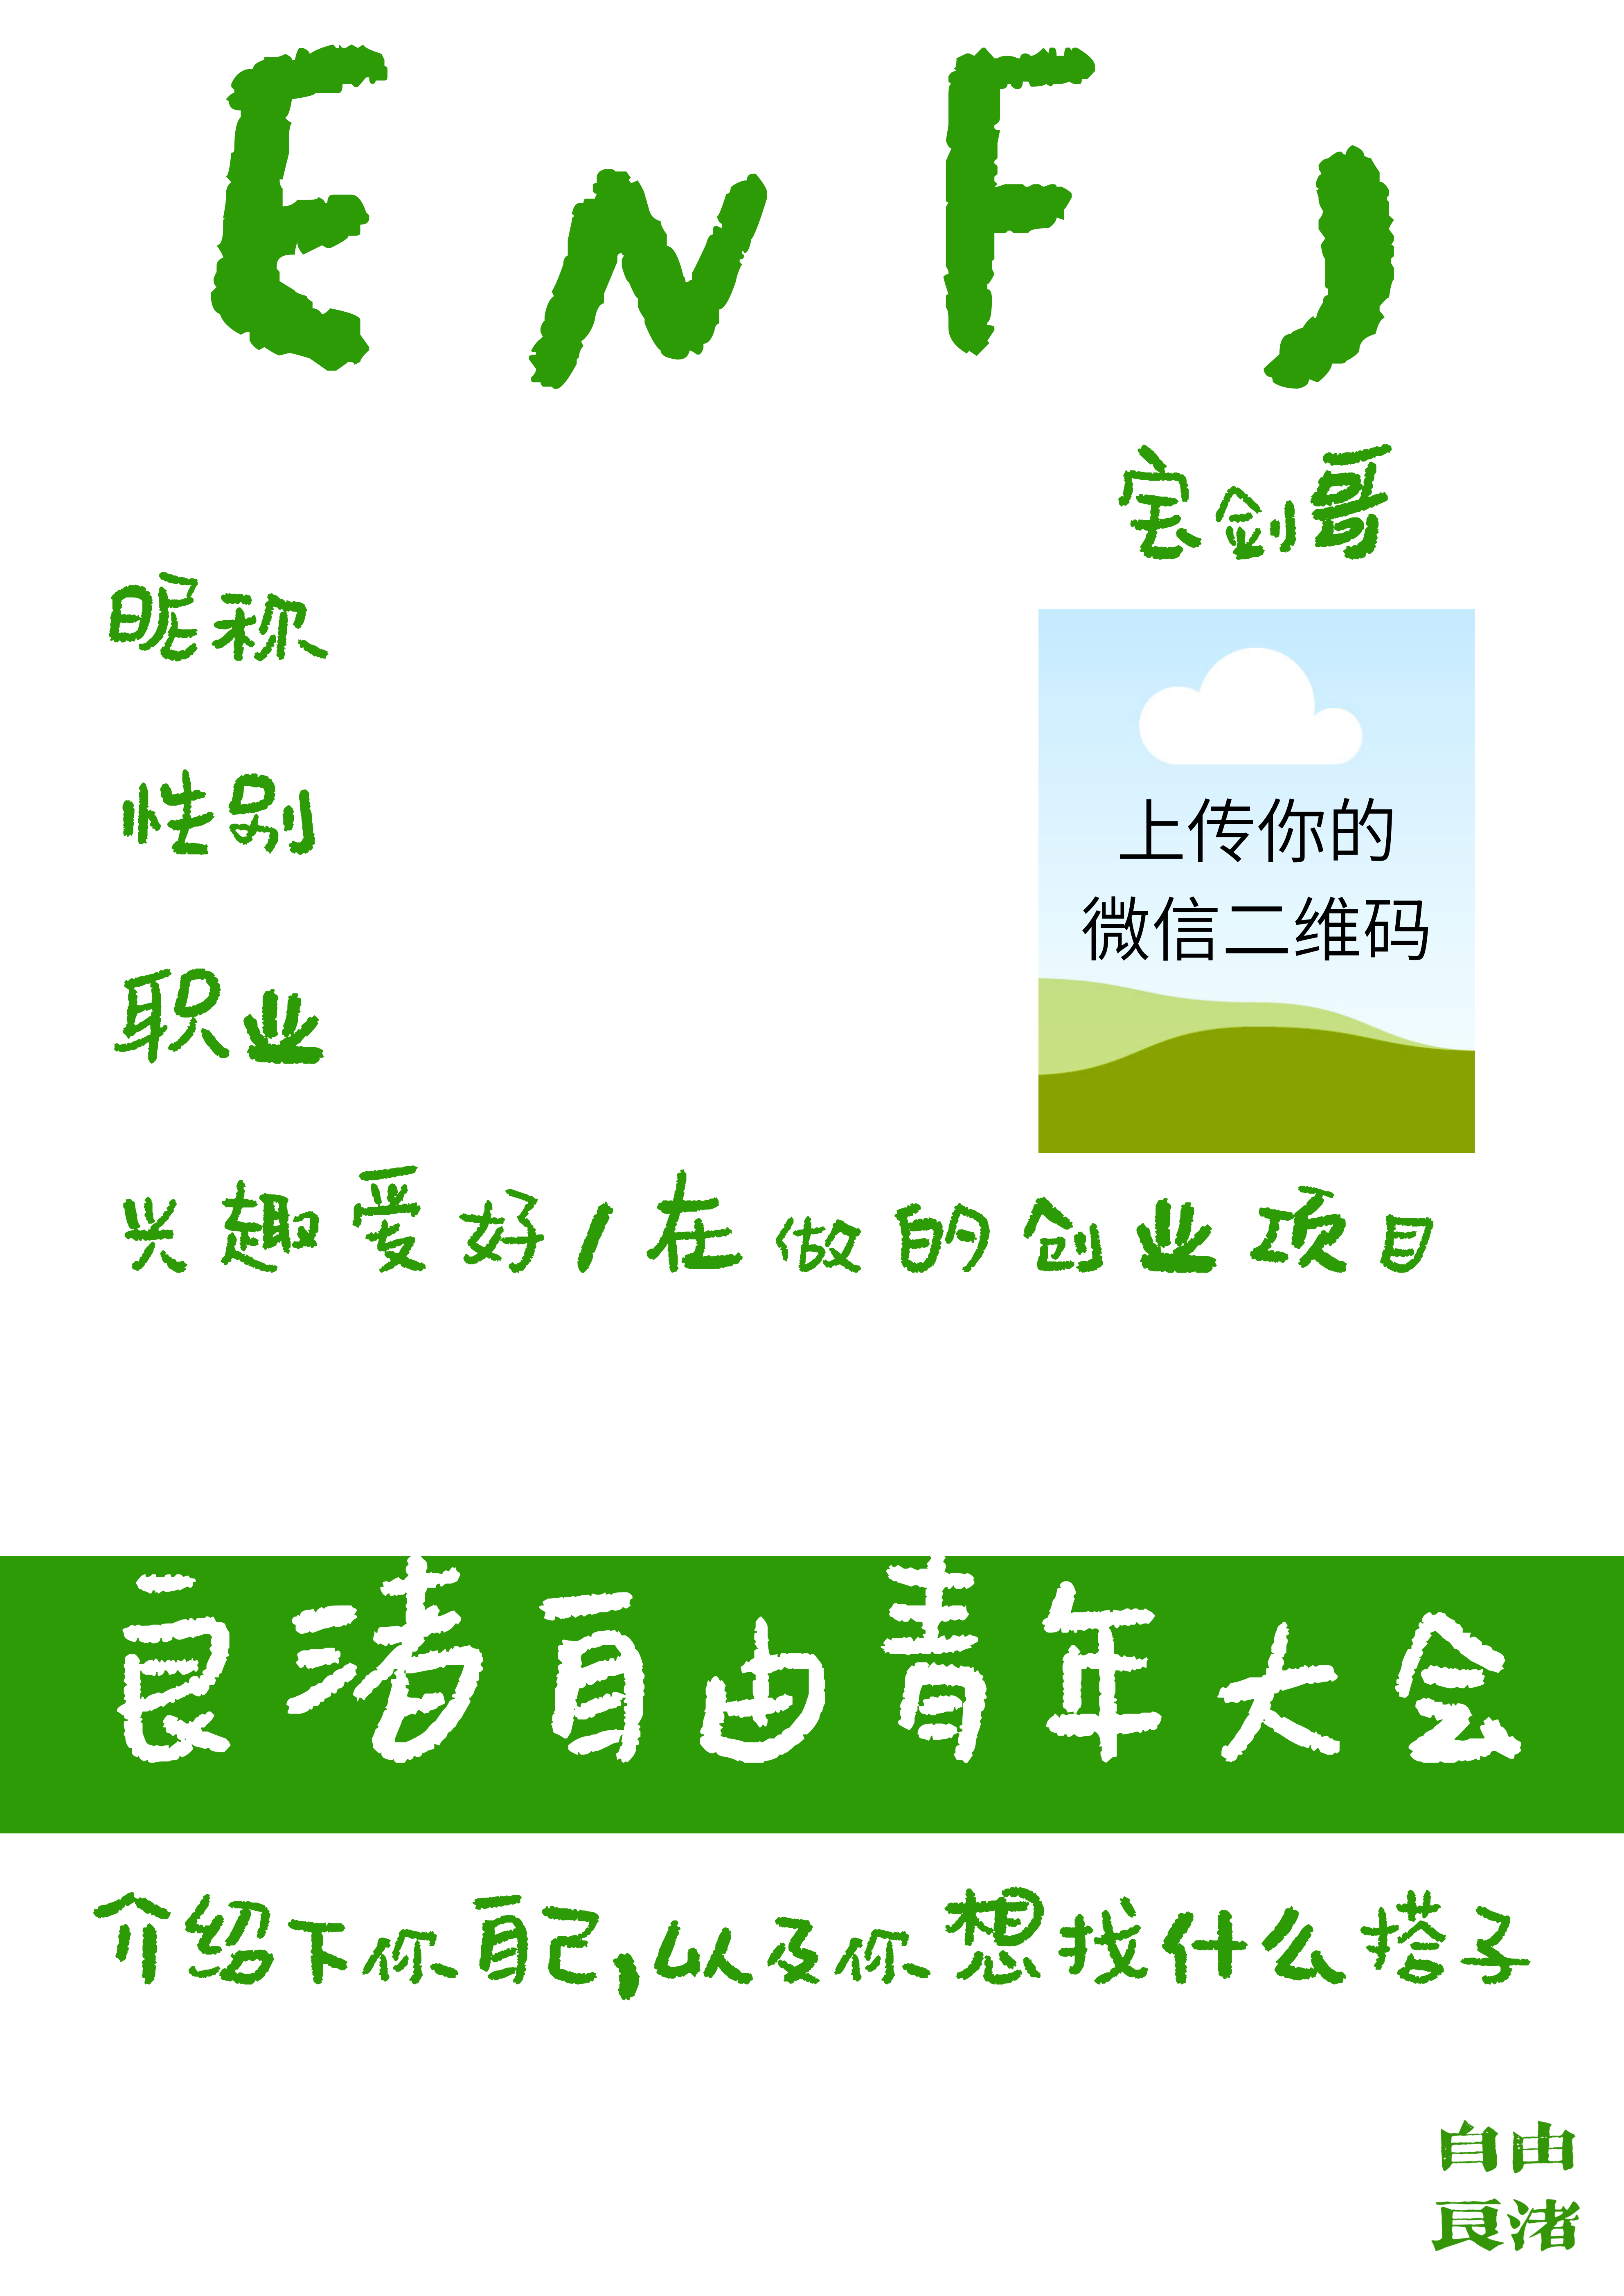 ENFJ
宝剑哥
昵称
性别
上传你的
微信二维码
职业
兴趣爱好/在做的创业项目
良渚自由青年大会
介绍下你自己,以及你想找什么搭子
自由
良渚